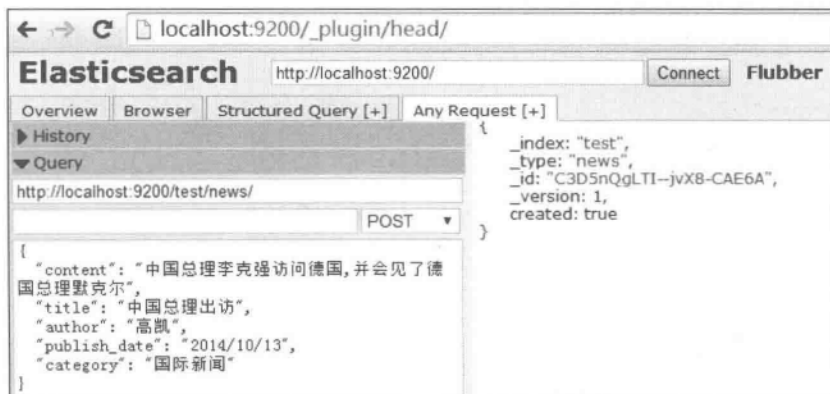 localhost:9200/_plugin/head/
Elasticsearch http://localhost:9200/ Connect Flubber
Overview Browser Structured Query [+] Any Request [+]
History
Query
http://localhost:9200/test/news/
POST
{
"content": "中国总理李克强访问德国,并会见了德
国总理默克尔",
"title": "中国总理出访",
"author": "高凯",
"publish_date": "2014/10/13",
"category": "国际新闻"
}
{
_index: "test",
_type: "news",
_id: "C3D5nQgLTI--jvX8-CAE6A",
_version: 1,
created: true
}